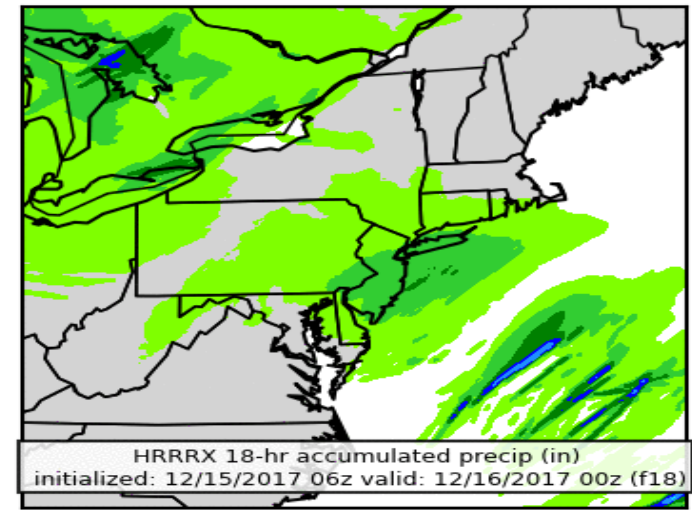 HRRRX 18-hr accumulated precip (in)
initialized: 12/15/2017 06z valid: 12/16/2017 00z (f18)